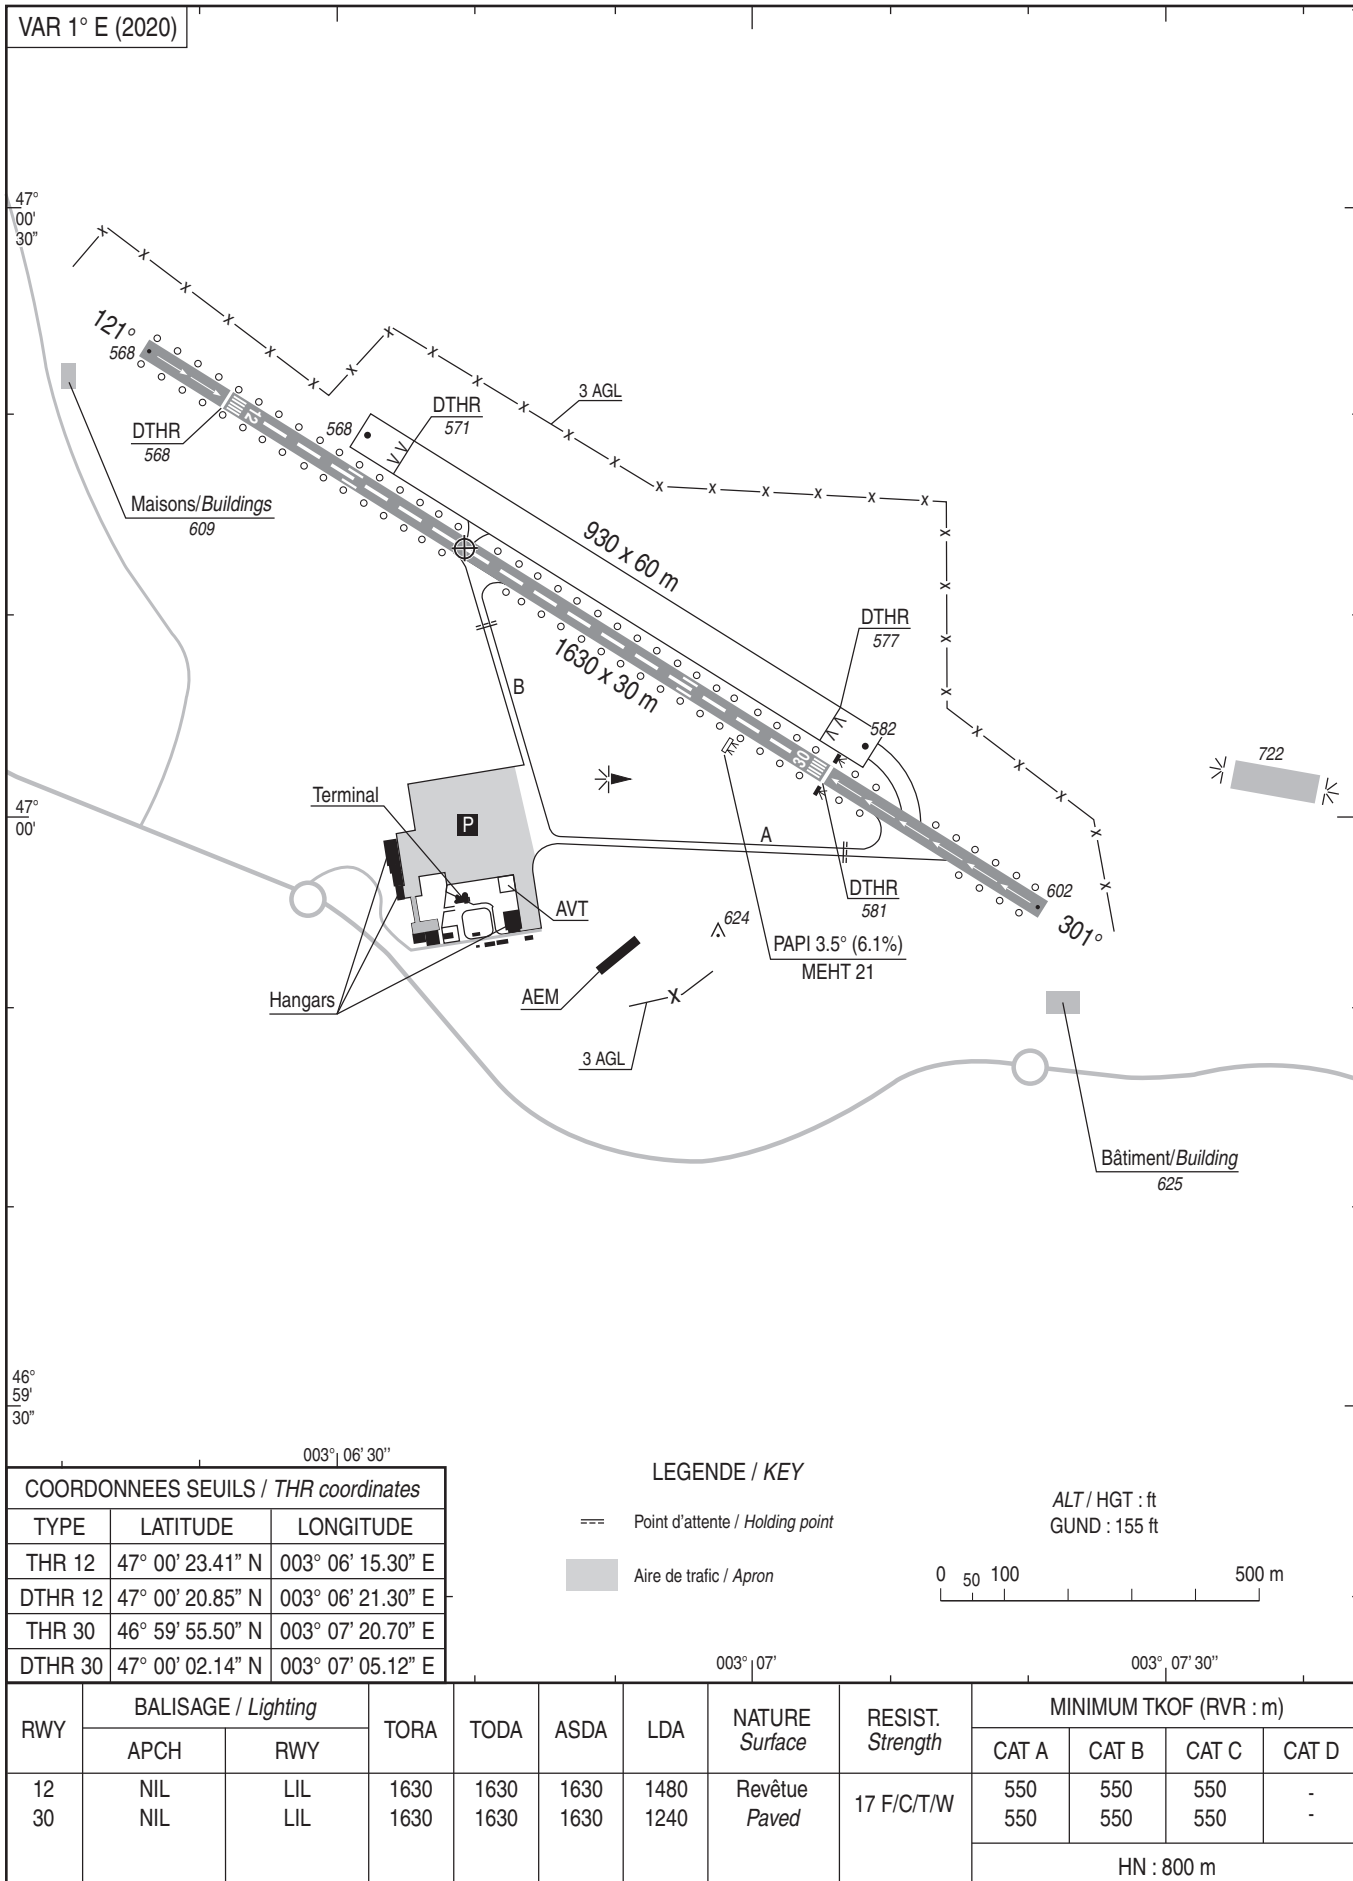 VAR 1° E (2020)
47°
00'
30"
121°
568
3 AGL
DTHR
571
568
12
DTHR
568
Maisons/Buildings
609
930 x 60 m
DTHR
577
1630 x 30 m
B
582
30
722
Terminal
47°
00'
P
A
602
DTHR
581
AVT
624
301°
PAPI 3.5° (6.1%)
MEHT 21
Hangars
AEM
3 AGL
Bâtiment/Building
625
46°
59'
30"
003° 06' 30''
LEGENDE / KEY
Point d'attente / Holding point
Aire de trafic / Apron
ALT / HGT : ft
GUND : 155 ft
0 50 100 500 m
COORDONNEES SEUILS / THR coordinates
TYPE LATITUDE LONGITUDE
THR 12 47° 00' 23.41" N 003° 06' 15.30" E
DTHR 12 47° 00' 20.85" N 003° 06' 21.30" E
THR 30 46° 59' 55.50" N 003° 07' 20.70" E
DTHR 30 47° 00' 02.14" N 003° 07' 05.12" E
003° 07'
003° 07' 30''
RWY BALISAGE / Lighting TORA TODA ASDA LDA NATURE RESIST. MINIMUM TKOF (RVR : m)
Surface Strength
APCH RWY CAT A CAT B CAT C CAT D
12 NIL LIL 1630 1630 1630 1480 Revêtue 17 F/C/T/W 550 550 550 -
30 NIL LIL 1630 1630 1630 1240 Paved 550 550 550 -
HN : 800 m